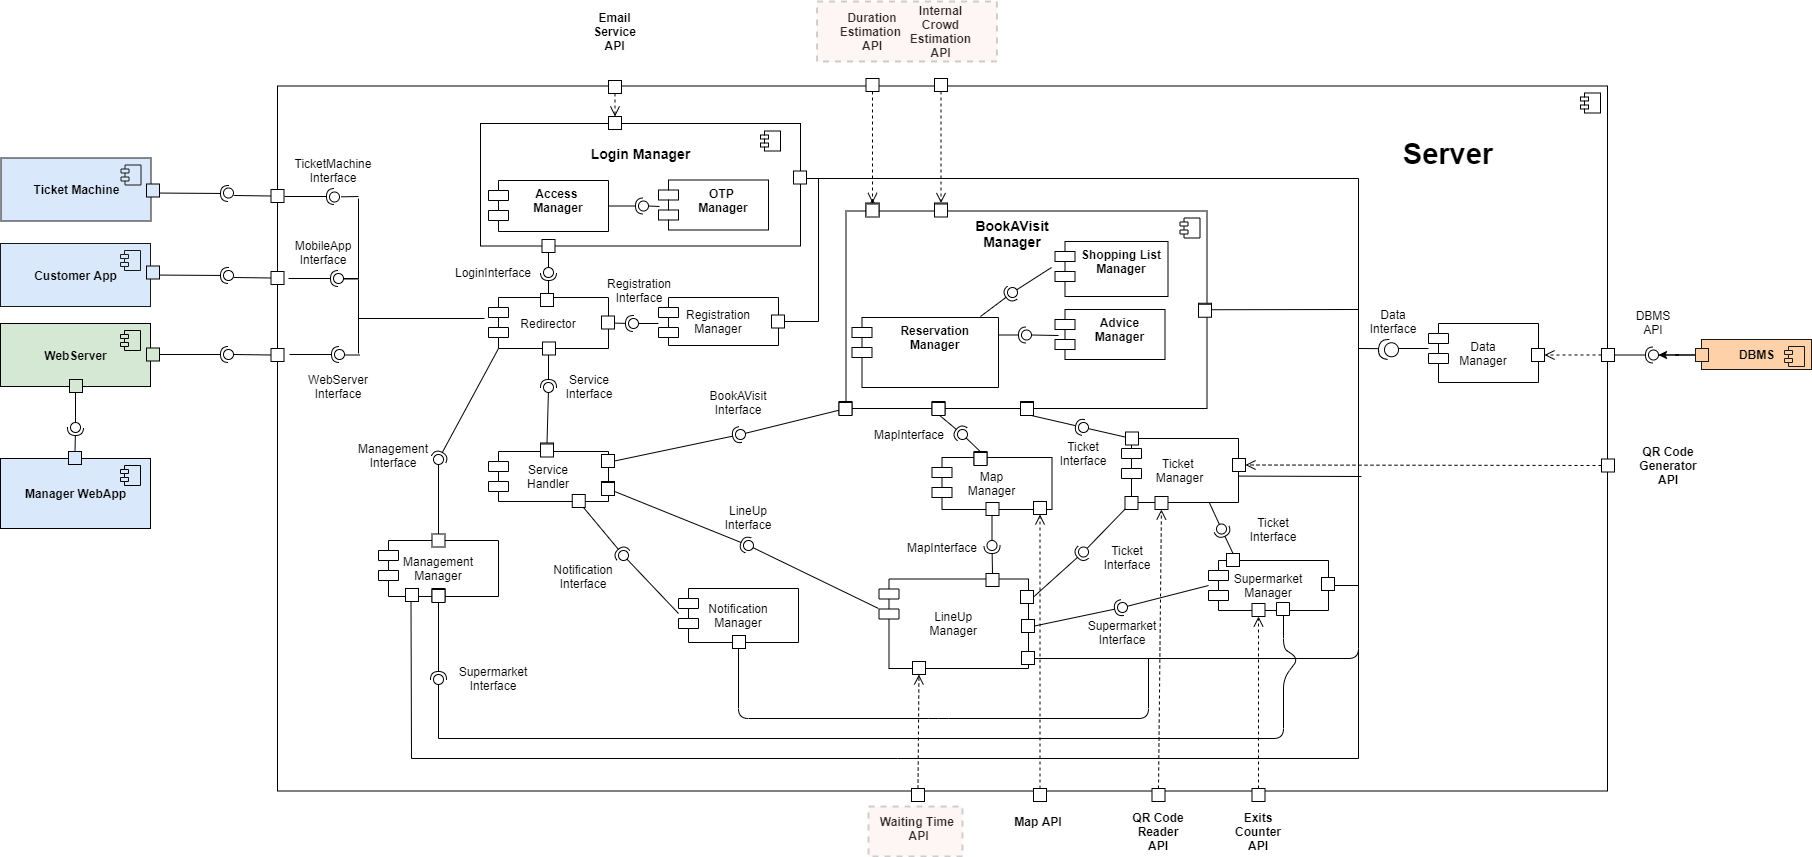 Email
Service
API
Duration
Estimation
API
Internal
Crowd
Estimation
API
Server
Login Manager
Access
Manager
OTP
Manager
TicketMachine
Interface
Ticket Machine
MobileApp
Interface
Customer App
WebServer
WebServer
Interface
Manager WebApp
LoginInterface
Redirector
Registration
Interface
Registration
Manager
BookAVisit
Manager
Shopping List
Manager
Reservation
Manager
Advice
Manager
Data
Interface
Data
Manager
DBMS
API
DBMS
Service
Interface
BookAVisit
Interface
MapInterface
Ticket
Interface
Management
Interface
Service
Handler
Map
Manager
Ticket
Manager
QR Code
Generator
API
LineUp
Interface
Ticket
Interface
MapInterface
Ticket
Interface
Notification
Interface
Management
Manager
Supermarket
Manager
Notification
Manager
LineUp
Manager
Supermarket
Interface
Supermarket
Interface
Waiting Time
API
Map API
QR Code
Reader
API
Exits
Counter
API